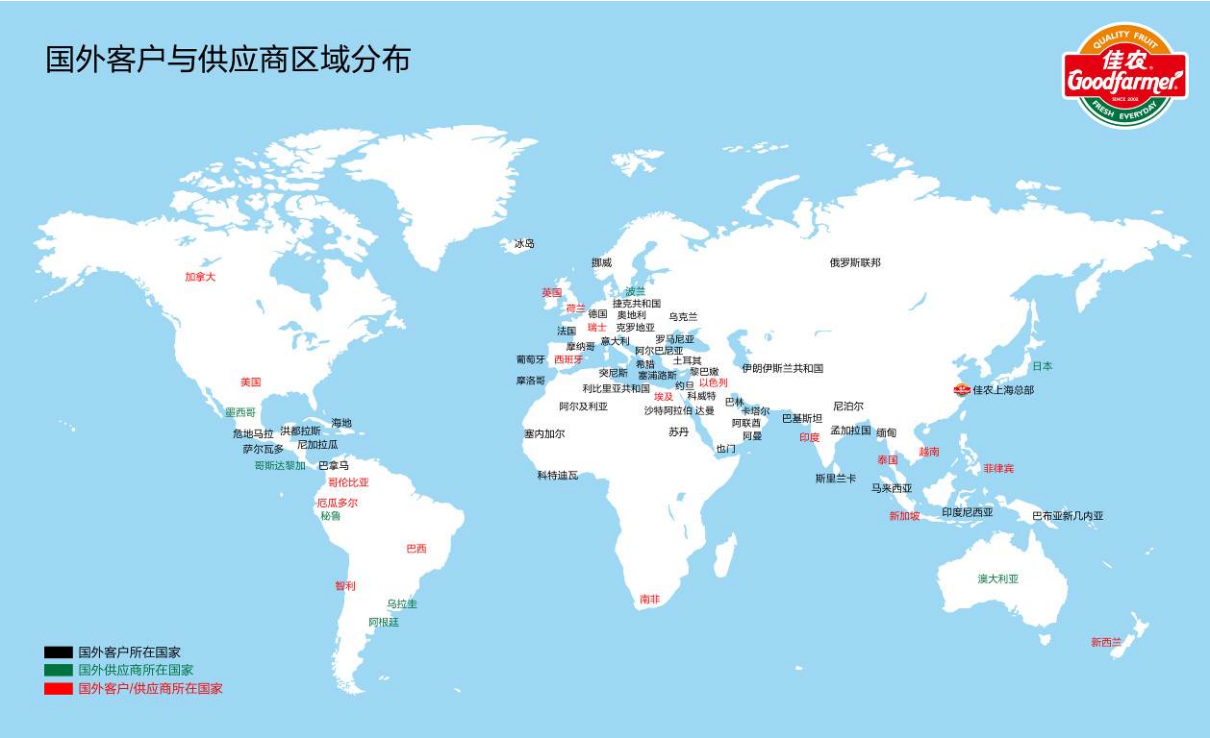 国外客户与供应商区域分布
QUALITY FRUIT
佳农
Goodfarmer
SINCE 2002
FRESH EVERYDAY
冰岛
挪威
俄罗斯联邦
加拿大
英国
波兰
荷兰
捷克共和国
德国
奥地利
乌克兰
瑞士
克罗地亚
法国
意大利
罗马尼亚
摩纳哥
阿尔巴尼亚
葡萄牙
西班牙
希腊
土耳其
伊朗伊斯兰共和国
日本
突尼斯
塞浦路斯
黎巴嫩
摩洛哥
以色列
美国
利比里亚共和国
约旦
佳农上海总部
埃及
科威特
巴林
阿尔及利亚
沙特阿拉伯
达曼
卡塔尔
尼泊尔
墨西哥
巴基斯坦
海地
阿联酋
危地马拉
洪都拉斯
塞内加尔
苏丹
阿曼
印度
孟加拉国
缅甸
萨尔瓦多
尼加拉瓜
也门
越南
哥斯达黎加
巴拿马
泰国
菲律宾
科特迪瓦
斯里兰卡
哥伦比亚
马来西亚
厄瓜多尔
秘鲁
新加坡
印度尼西亚
巴布亚新几内亚
巴西
智利
澳大利亚
乌拉圭
南非
阿根廷
新西兰
国外客户所在国家
国外供应商所在国家
国外客户/供应商所在国家